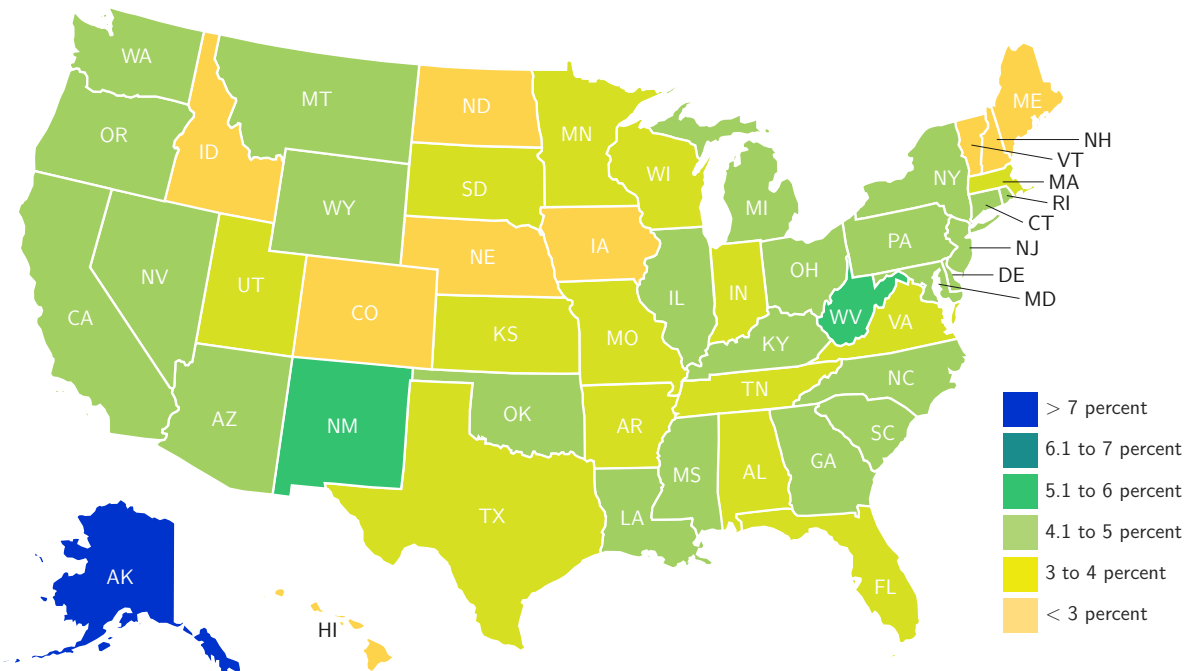 WA
MT
ND
MN
ME
OR
ID
SD
WI
NH
VT
NY
MA
RI
CT
WY
MI
NV
UT
NE
IA
PA
NJ
DE
MD
CO
IL
IN
OH
WV
VA
CA
KS
MO
KY
AZ
NM
OK
AR
TN
NC
SC
MS
AL
GA
TX
LA
FL
AK
HI
> 7 percent
6.1 to 7 percent
5.1 to 6 percent
4.1 to 5 percent
3 to 4 percent
< 3 percent